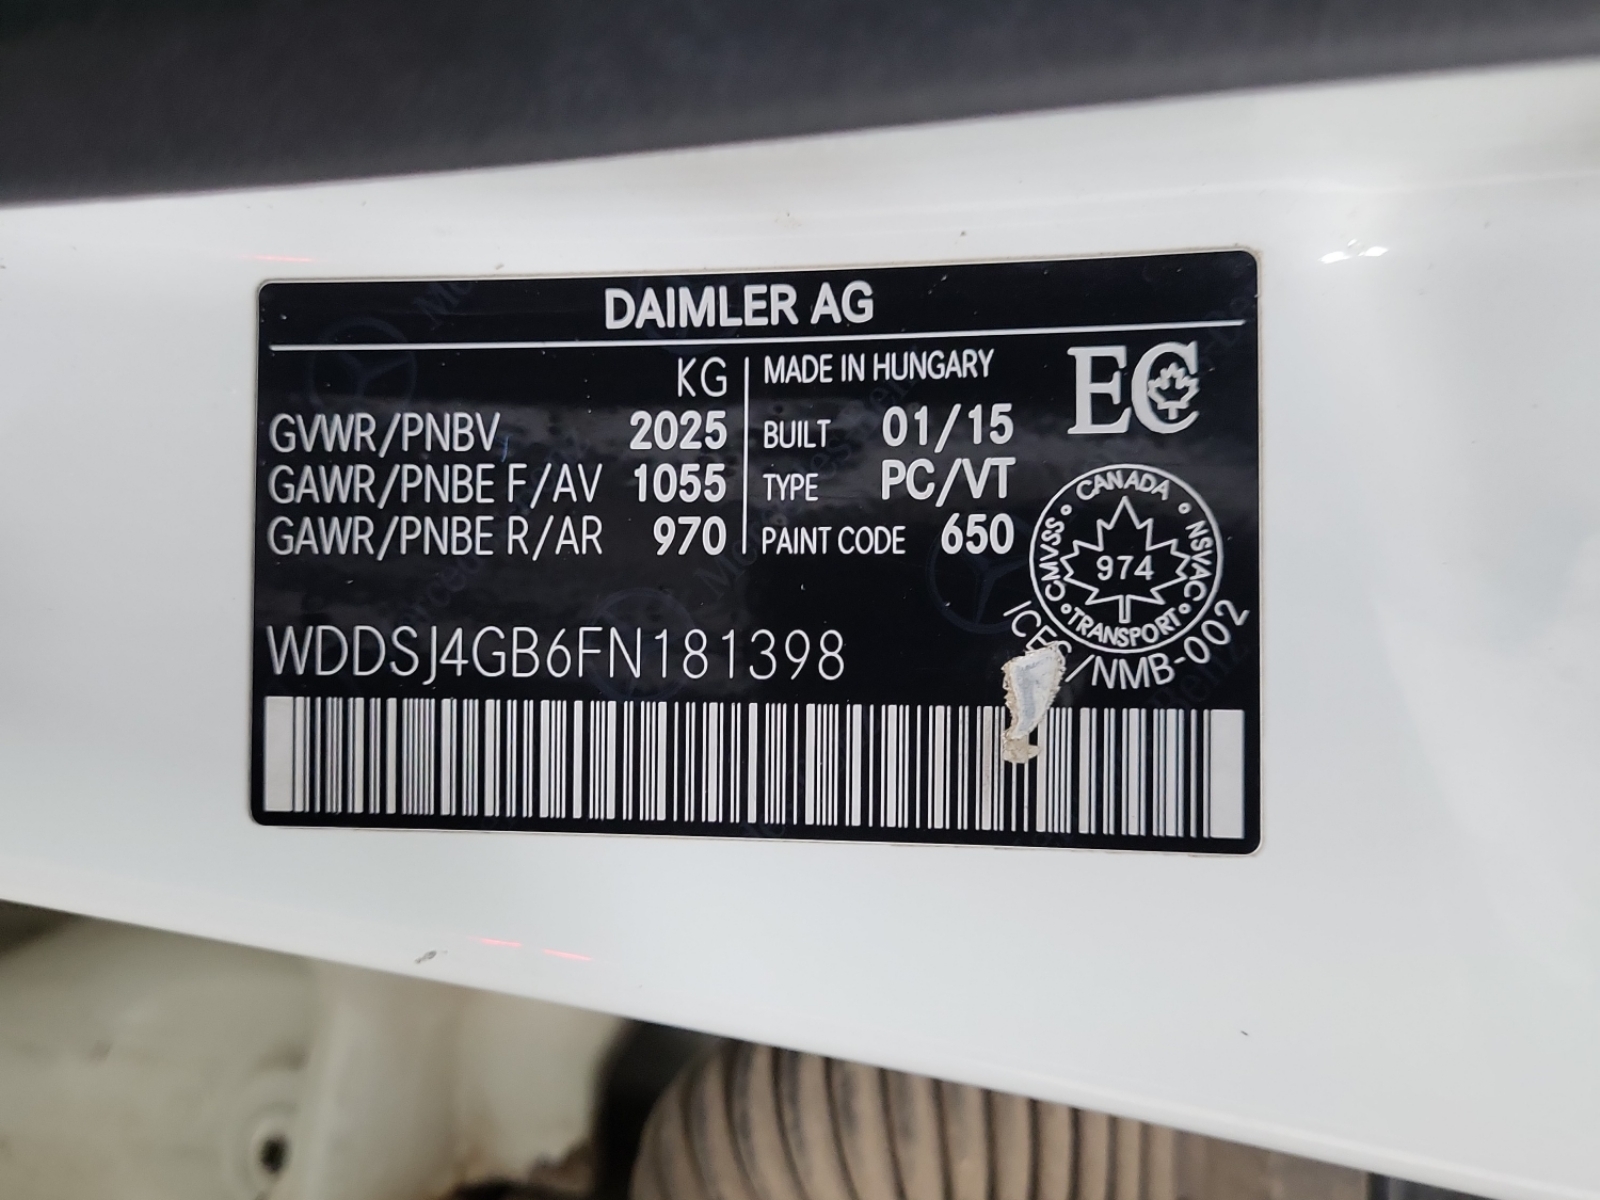 DAIMLER AG
KG
GVWR/PNBV 2025
GAWR/PNBE F/AV 1055
GAWR/PNBE R/AR 970
MADE IN HUNGARY
BUILT 01/15
TYPE PC/VT
PAINT CODE 650
EC
CANADA
CMVSS
NSVAC
974
TRANSPORT
/NMB-002
WDDSJ4GB6FN181398